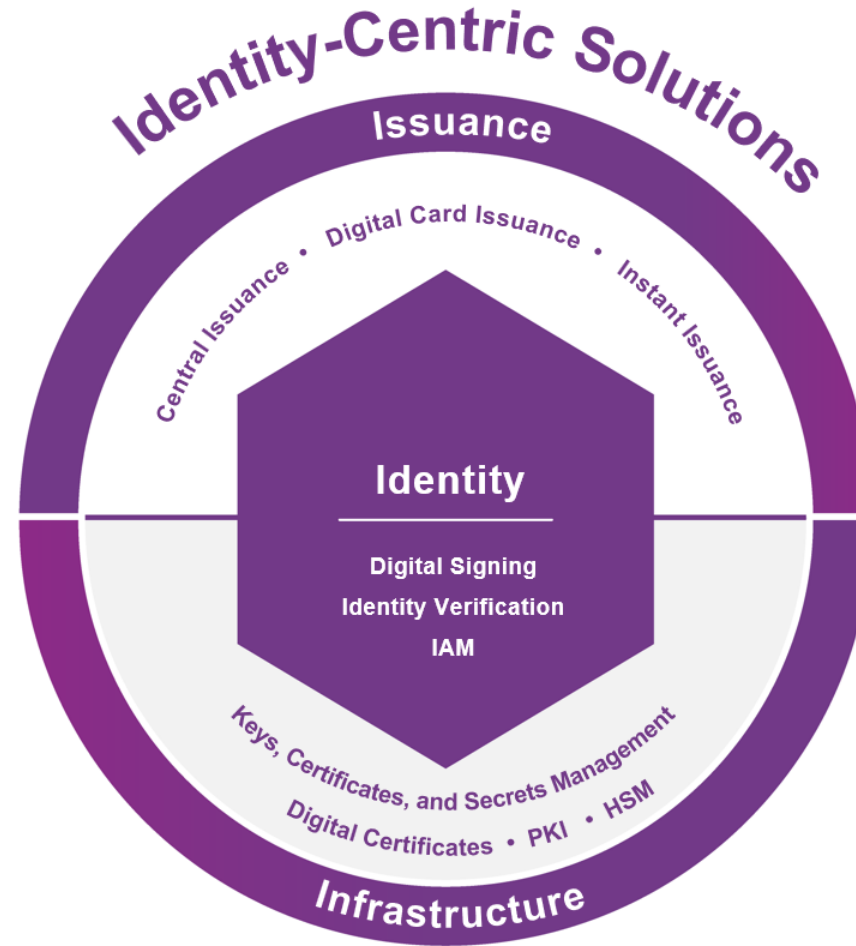 Identity-Centric Solutions
Issuance
Central Issuance • Digital Card Issuance • Instant Issuance
Identity
Digital Signing
Identity Verification
IAM
Keys, Certificates, and Secrets Management
Digital Certificates • PKI • HSM
Infrastructure